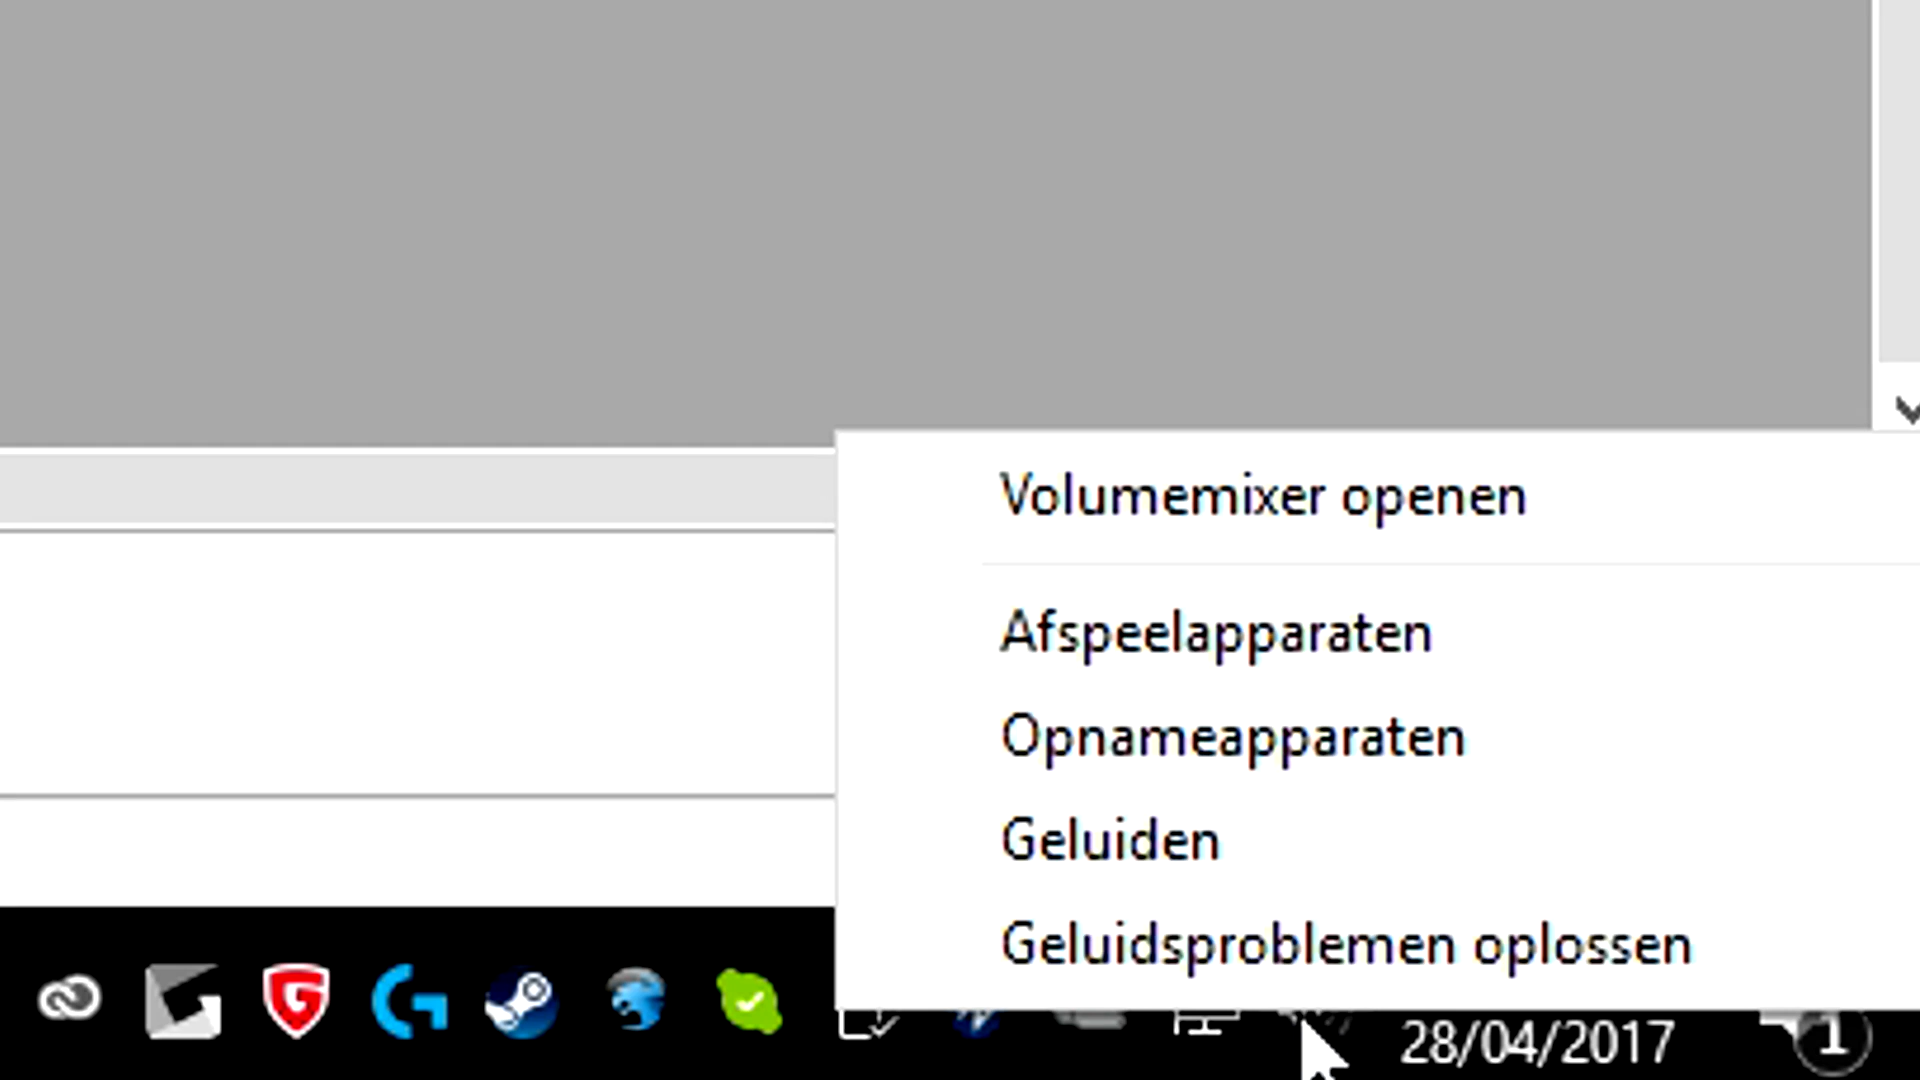 Volumemixer openen
Afspeelapparaten
Opnameapparaten
Geluiden
Geluidsproblemen oplossen
28/04/2017
1